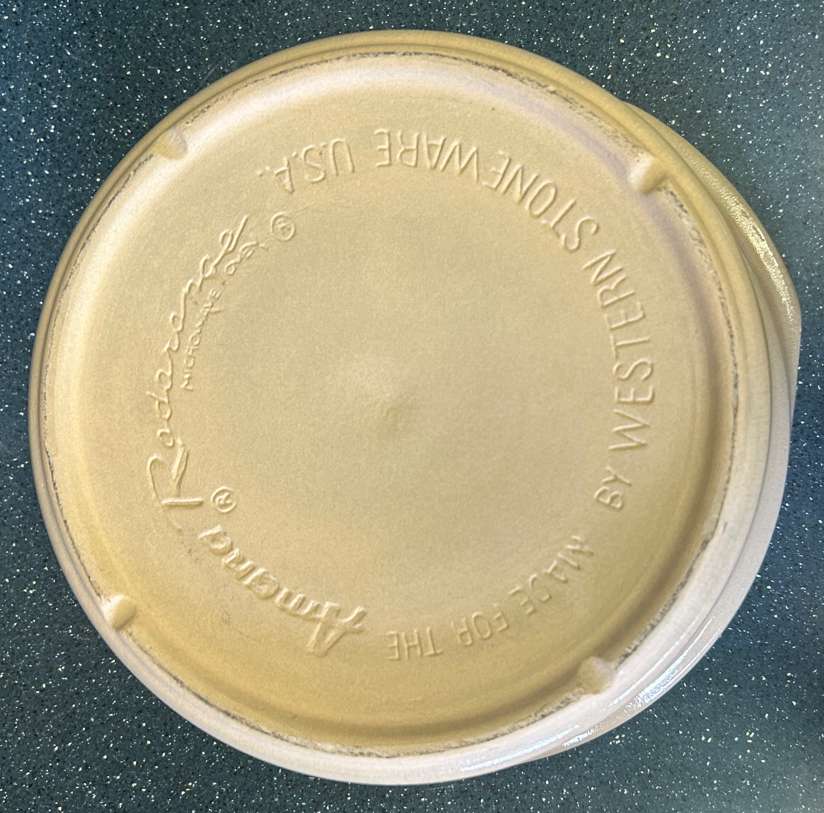 MADE FOR THE
Amana® Radarange®
MICROWAVE OVEN
BY WESTERN STONEWARE U.S.A.